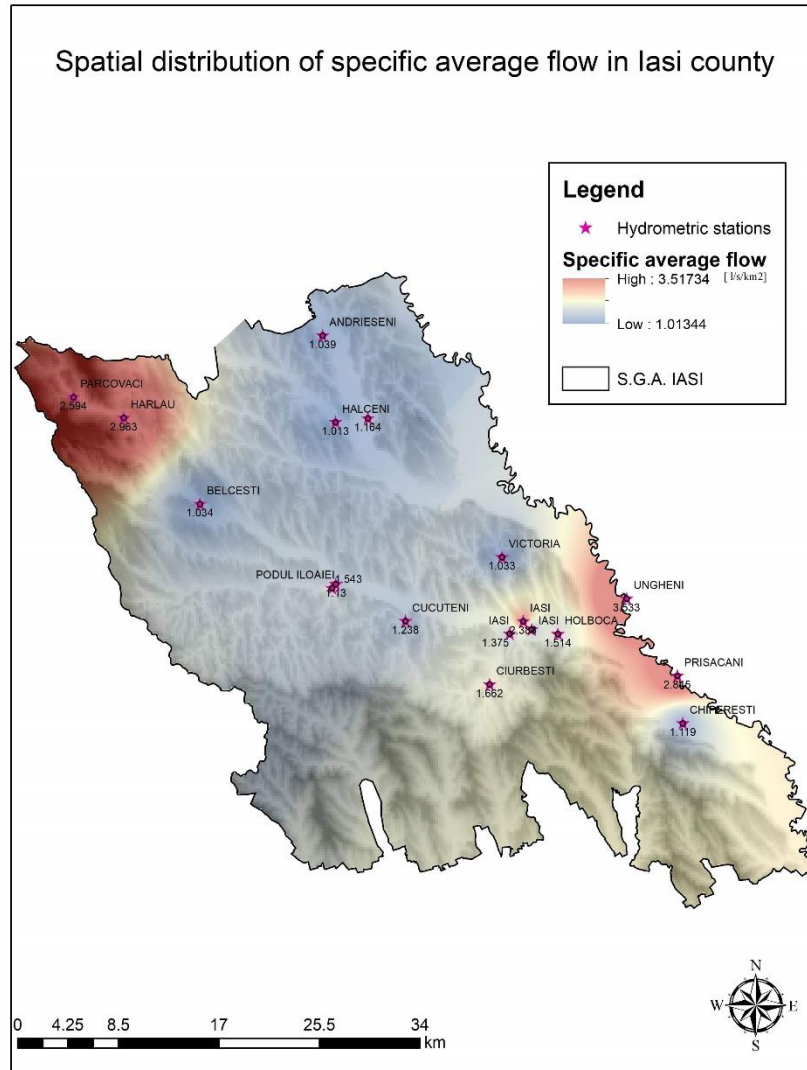 Spatial distribution of specific average flow in Iasi county
Legend
Hydrometric stations
Specific average flow
High : 3.51734 [l/s/km2]
Low : 1.01344
S.G.A. IASI
ANDRIESENI
1.039
PARCOVACI
2.594
HARLAU
2.963
HALCENI
1.013
1.164
BELCESTI
1.034
VICTORIA
1.033
PODUL ILOAIEI
1.543
1.13
UNGHENI
3.533
CUCUTENI
1.238
IASI
IASI
IASI
HOLBOCA
1.375
1.514
CIURBESTI
1.662
PRISACANI
2.845
CHIPERESTI
1.119
N
W
E
S
0
4.25
8.5
17
25.5
34
km